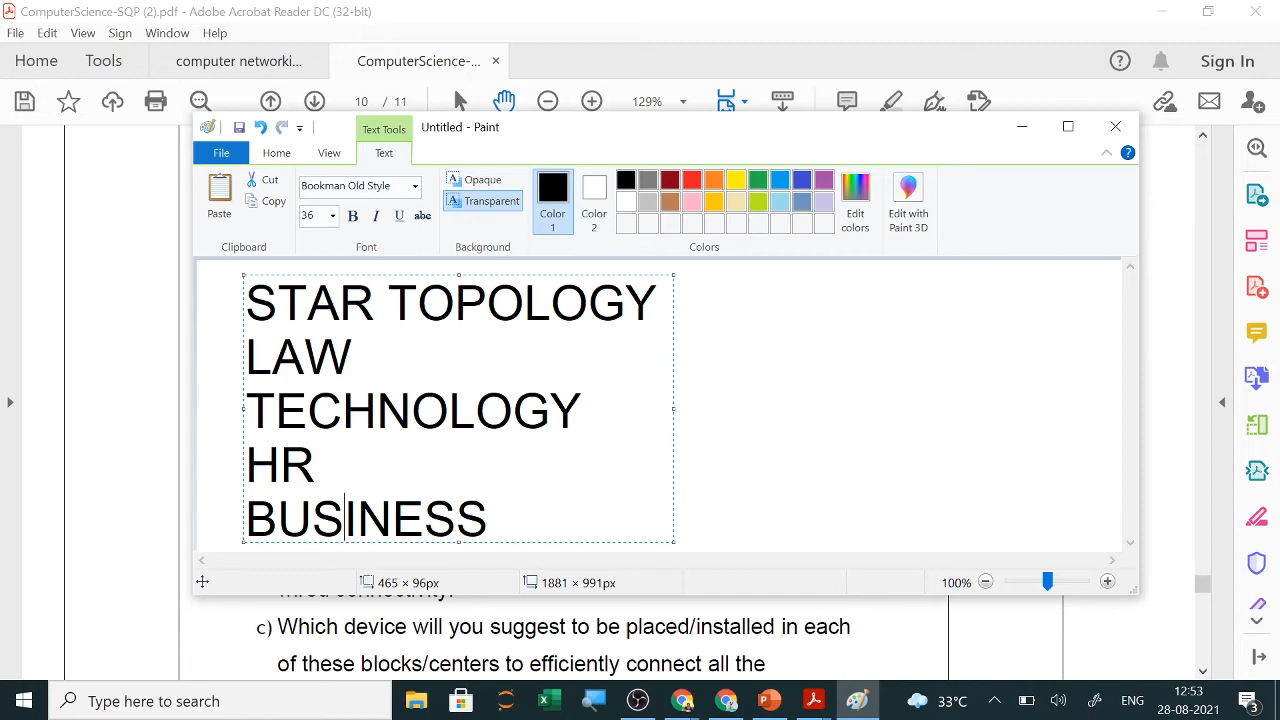 ComputerScience-SQP (2).pdf - Adobe Acrobat Reader DC (32-bit)
File Edit View Sign Window Help
Home Tools computer networki... ComputerScience-... × Sign In
10 / 11 129%
Text Tools Untitled - Paint
File Home View Text
Paste Cut Copy Bookman Old Style 36 B I U abc Opaque Transparent Color 1 Color 2 Edit colors Edit with Paint 3D
Clipboard Font Background Colors
STAR TOPOLOGY
LAW
TECHNOLOGY
HR
BUSINESS
465 × 96px 1881 × 991px 100%
c) Which device will you suggest to be placed/installed in each
of these blocks/centers to efficiently connect all the
Type here to search 33°C ENG 12:53
28-08-2021 3